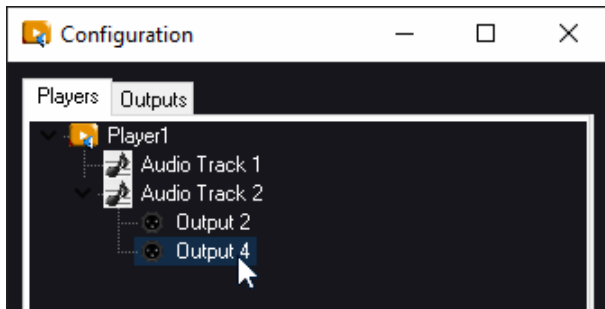 Configuration
Players Outputs
Player1
Audio Track 1
Audio Track 2
Output 2
Output 4